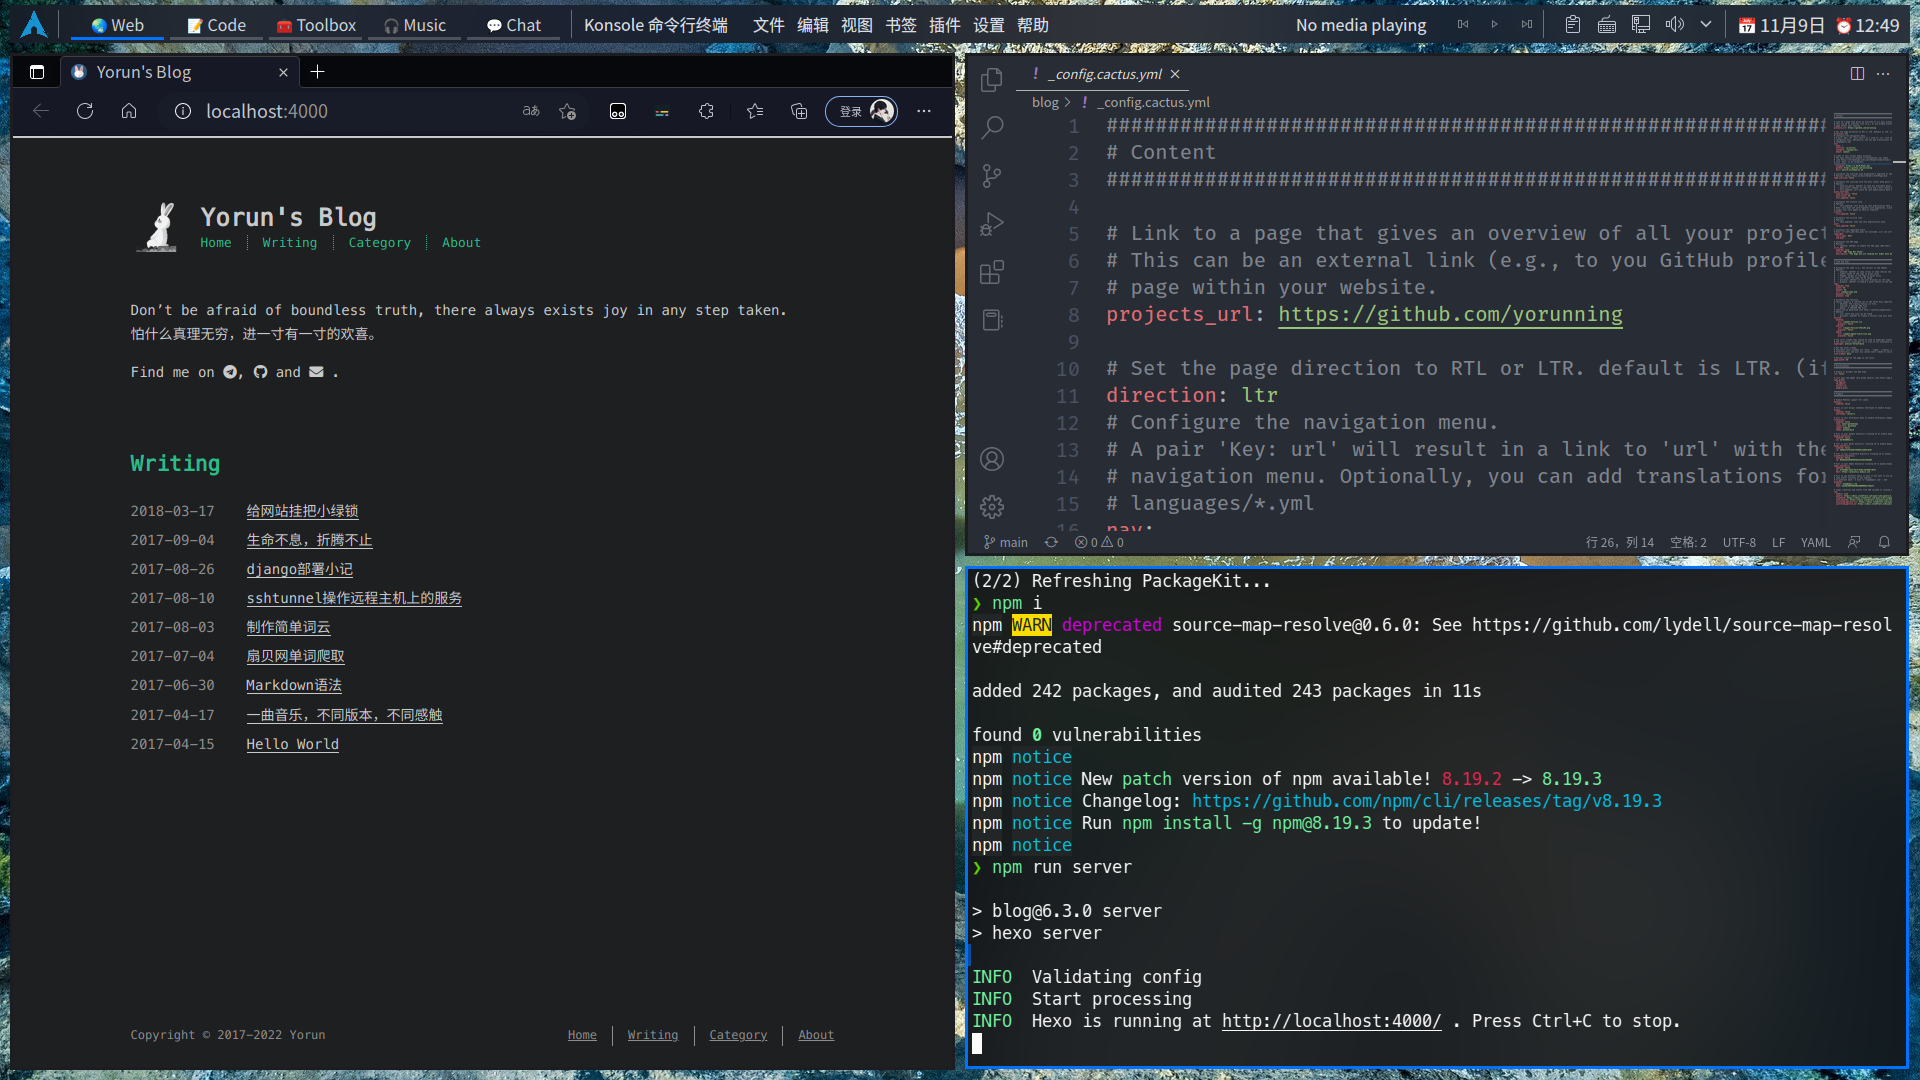 Web Code Toolbox Music Chat Konsole 命令行终端 文件 编辑 视图 书签 插件 设置 帮助 No media playing 11月9日 12:49
Yorun's Blog
localhost:4000 登录
Yorun's Blog
Home Writing Category About
Don’t be afraid of boundless truth, there always exists joy in any step taken.
怕什么真理无穷，进一寸有一寸的欢喜。
Find me on , and .
Writing
2018-03-17 给网站挂把小绿锁
2017-09-04 生命不息，折腾不止
2017-08-26 django部署小记
2017-08-10 sshtunnel操作远程主机上的服务
2017-08-03 制作简单词云
2017-07-04 扇贝网单词爬取
2017-06-30 Markdown语法
2017-04-17 一曲音乐，不同版本，不同感触
2017-04-15 Hello World
Copyright © 2017-2022 Yorun Home Writing Category About
_config.cactus.yml
blog > _config.cactus.yml
1 ###########################################################
2 # Content
3 ###########################################################
4
5 # Link to a page that gives an overview of all your project
6 # This can be an external link (e.g., to you GitHub profile
7 # page within your website.
8 projects_url: https://github.com/yorunning
9
10 # Set the page direction to RTL or LTR. default is LTR. (if
11 direction: ltr
12 # Configure the navigation menu.
13 # A pair 'Key: url' will result in a link to 'url' with the
14 # navigation menu. Optionally, you can add translations for
15 # languages/*.yml
16 nav:
main 0 0 行 26，列 14 空格: 2 UTF-8 LF YAML
(2/2) Refreshing PackageKit...
❯ npm i
npm WARN deprecated source-map-resolve@0.6.0: See https://github.com/lydell/source-map-resol
ve#deprecated
added 242 packages, and audited 243 packages in 11s
found 0 vulnerabilities
npm notice
npm notice New patch version of npm available! 8.19.2 -> 8.19.3
npm notice Changelog: https://github.com/npm/cli/releases/tag/v8.19.3
npm notice Run npm install -g npm@8.19.3 to update!
npm notice
❯ npm run server
> blog@6.3.0 server
> hexo server
INFO Validating config
INFO Start processing
INFO Hexo is running at http://localhost:4000/ . Press Ctrl+C to stop.